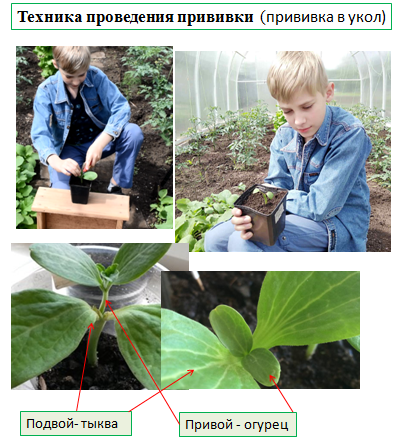 Техника проведения прививки (прививка в укол)
Подвой- тыква
Привой - огурец